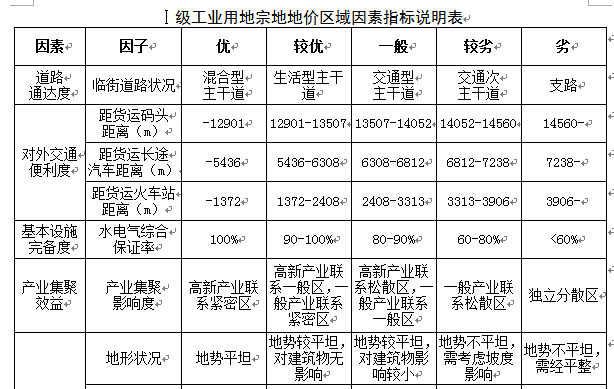 Ⅰ级工业用地宗地地价区域因素指标说明表
因素 因子 优 较优 一般 较劣 劣
道路通达度 临街道路状况 混合型主干道 生活型主干道 交通型主干道 交通次干道 支路
对外交通便利度 距货运码头距离(m) -12901 12901-13507 13507-14052 14052-14560 14560-
距货运长途汽车距离(m) -5436 5436-6308 6308-6812 6812-7238 7238-
距货运火车站距离(m) -1372 1372-2408 2408-3313 3313-3906 3906-
基本设施完备度 水电气综合保证率 100% 90-100% 80-90% 60-80% <60%
产业集聚效益 产业集聚影响度 高新产业联系紧密区 高新产业联系一般区,一般产业联系紧密区 高新产业联系松散区,一般产业联系一般区 一般产业联系松散区 独立分散区
地形状况 地势平坦 地势较平坦,对建筑物无影响 地势较平坦,对建筑物影响较小 地势不平坦,需考虑坡度影响 地势不平坦,需经平整